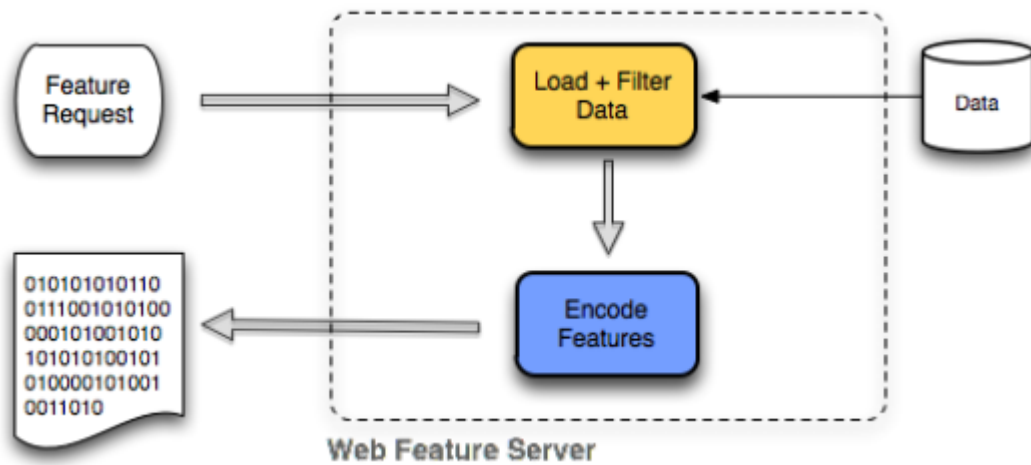 Feature
Request
Load + Filter
Data
Data
010101010110
0111001010100
000101001010
101010100101
010000101001
0011010
Encode
Features
Web Feature Server